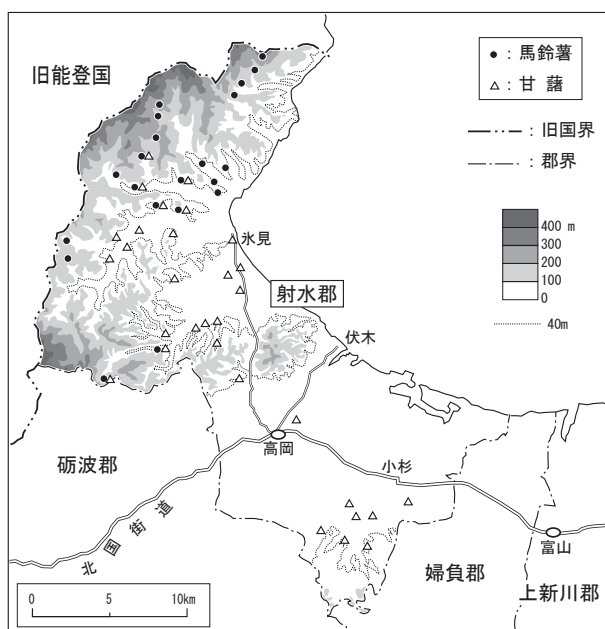 旧能登国
●：馬鈴薯
△：甘藷
：旧国界
：郡界
400 m
300
200
100
0
40m
氷見
射水郡
伏木
砺波郡
高岡
小杉
北国街道
富山
婦負郡
上新川郡
0 5 10km